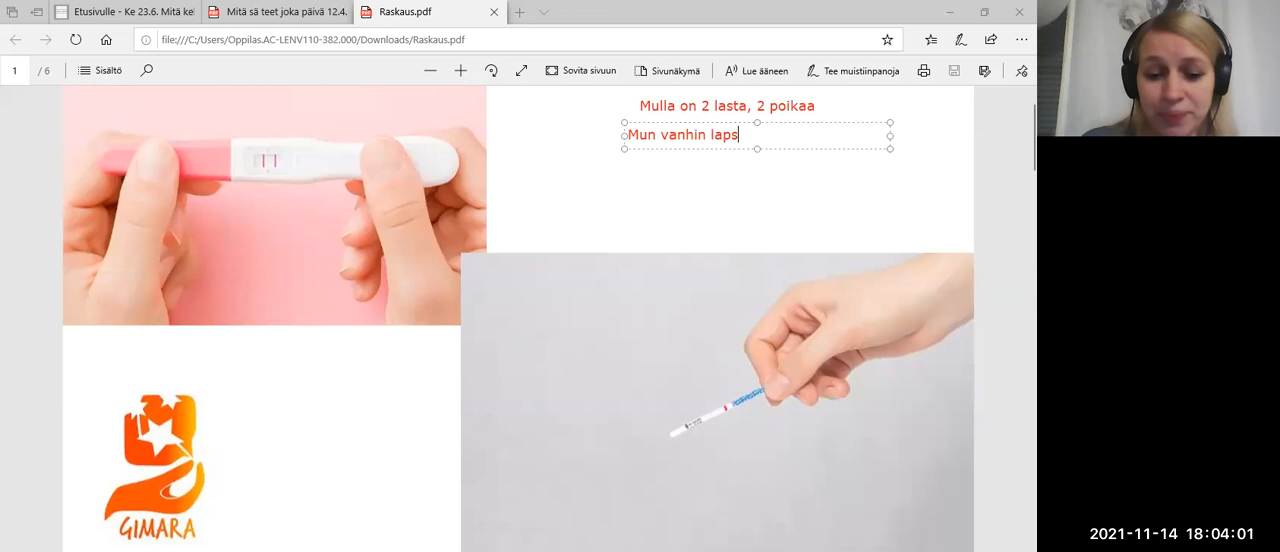 Etusivulle - Ke 23.6. Mitä kel
Mitä sä teet joka päivä 12.4.
Raskaus.pdf
file:///C:/Users/Oppilas.AC-LENV110-382.000/Downloads/Raskaus.pdf
1 / 6
Sisältö
Sovita sivuun
Sivunäkymä
Lue ääneen
Tee muistiinpanoja
Mulla on 2 lasta, 2 poikaa
Mun vanhin laps
GIMARA
2021-11-14 18:04:01